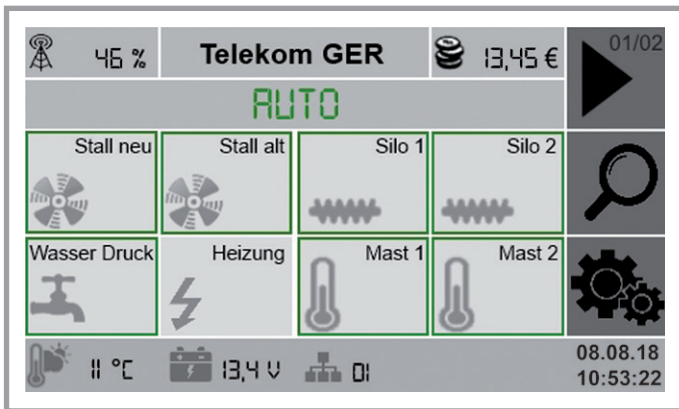 46 % Telekom GER 13,45 € 01/02
AUTO
Stall neu Stall alt Silo 1 Silo 2
Wasser Druck Heizung Mast 1 Mast 2
11 °C 13,4 V 01 08.08.18
10:53:22